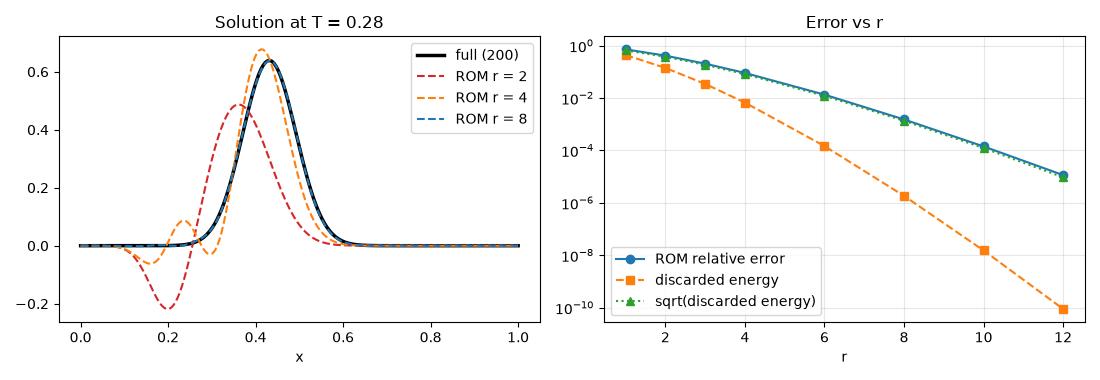 Solution at T = 0.28
0.6
0.4
0.2
0.0
−0.2
0.0
0.2
0.4
0.6
0.8
1.0
x
full (200)
ROM r = 2
ROM r = 4
ROM r = 8
Error vs r
10⁰
10⁻²
10⁻⁴
10⁻⁶
10⁻⁸
10⁻¹⁰
2
4
6
8
10
12
r
ROM relative error
discarded energy
sqrt(discarded energy)